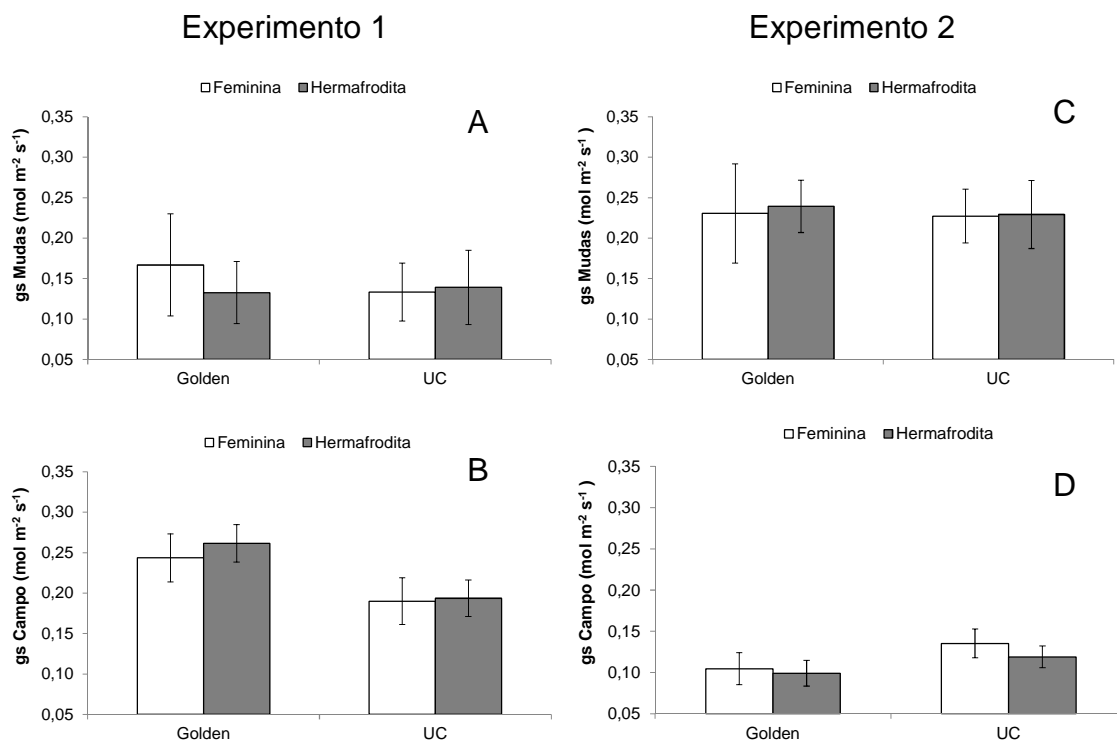 Experimento 1
Experimento 2
Feminina Hermafrodita
A
gs Mudas (mol m⁻² s⁻¹)
0,35
0,30
0,25
0,20
0,15
0,10
0,05
Golden UC
Feminina Hermafrodita
C
gs Mudas (mol m⁻² s⁻¹)
0,35
0,30
0,25
0,20
0,15
0,10
0,05
Golden UC
Feminina Hermafrodita
B
gs Campo (mol m⁻² s⁻¹)
0,35
0,30
0,25
0,20
0,15
0,10
0,05
Golden UC
Feminina Hermafrodita
D
gs Campo (mol m⁻² s⁻¹ )
0,35
0,30
0,25
0,20
0,15
0,10
0,05
Golden UC